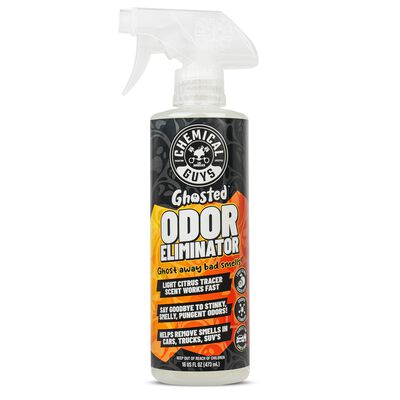 CHEMICAL
GUYS
Ghosted
ODOR
ELIMINATOR
Ghost away bad smells
LIGHT CITRUS TRACER
SCENT WORKS FAST
SAY GOODBYE TO STINKY,
SMELLY, PUNGENT ODORS!
HELPS REMOVE SMELLS IN
CARS, TRUCKS, SUV'S
KEEP OUT OF REACH OF CHILDREN
16 US FL OZ (473 mL)